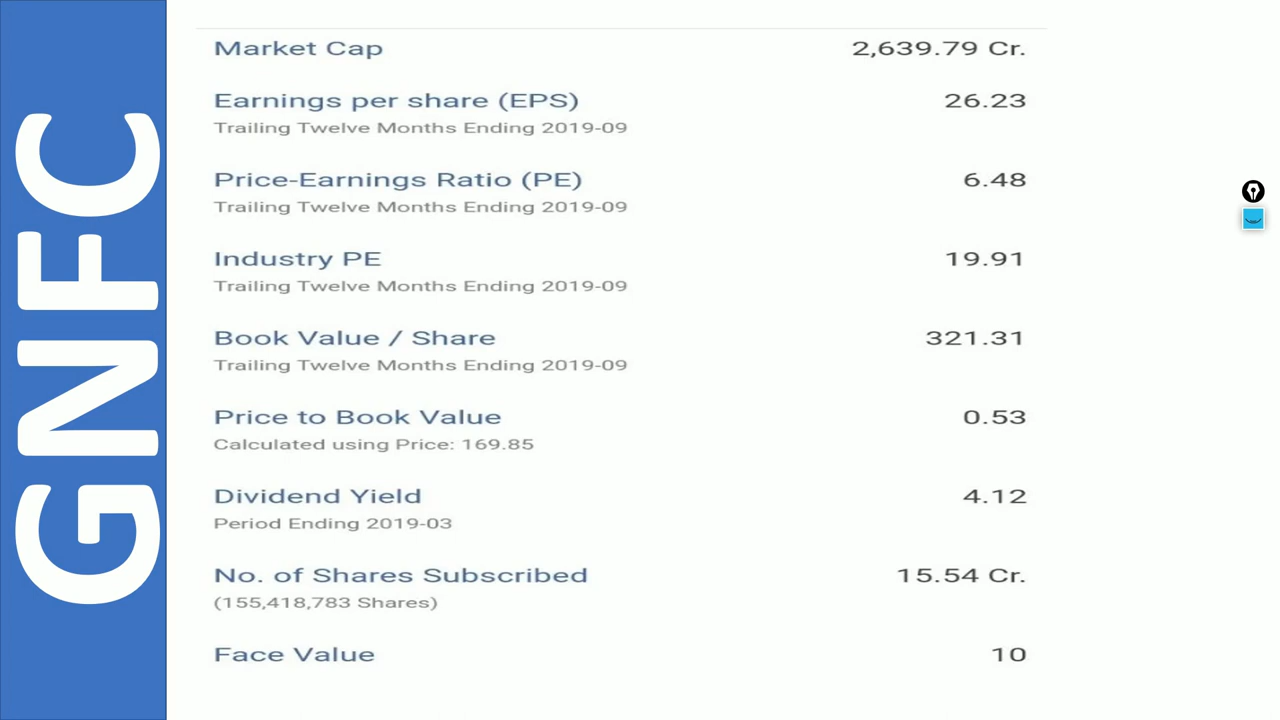 GNFC
Market Cap 2,639.79 Cr.
Earnings per share (EPS) 26.23
Trailing Twelve Months Ending 2019-09
Price-Earnings Ratio (PE) 6.48
Trailing Twelve Months Ending 2019-09
Industry PE 19.91
Trailing Twelve Months Ending 2019-09
Book Value / Share 321.31
Trailing Twelve Months Ending 2019-09
Price to Book Value 0.53
Calculated using Price: 169.85
Dividend Yield 4.12
Period Ending 2019-03
No. of Shares Subscribed 15.54 Cr.
(155,418,783 Shares)
Face Value 10